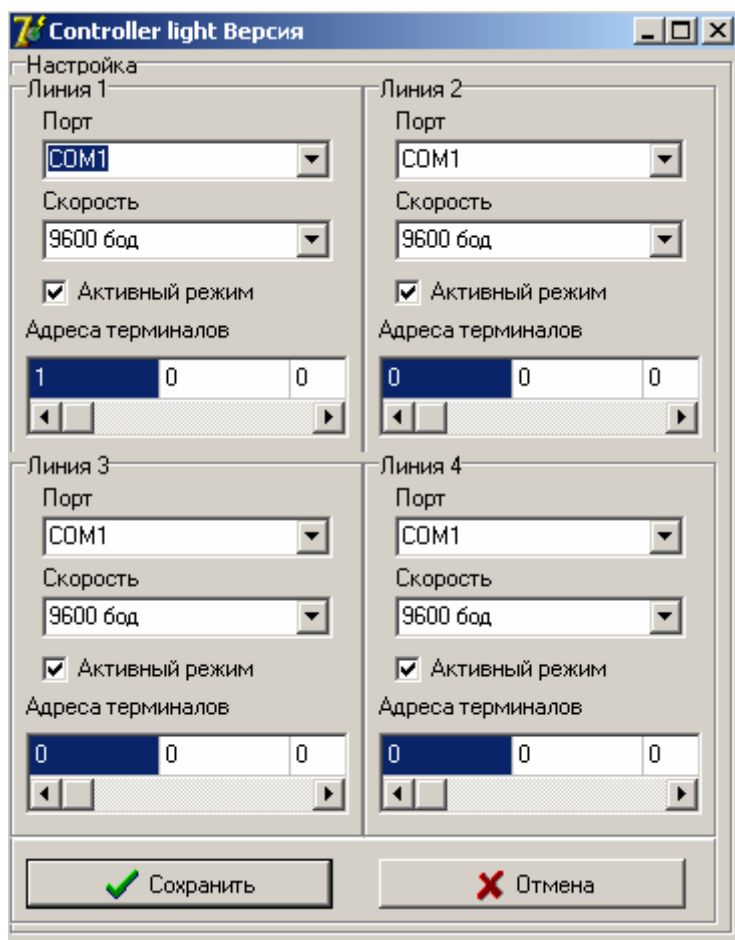 Controller light Версия
Настройка
Линия 1
Порт
COM1
Скорость
9600 бод
Активный режим
Адреса терминалов
1 0 0
Линия 2
Порт
COM1
Скорость
9600 бод
Активный режим
Адреса терминалов
0 0 0
Линия 3
Порт
COM1
Скорость
9600 бод
Активный режим
Адреса терминалов
0 0 0
Линия 4
Порт
COM1
Скорость
9600 бод
Активный режим
Адреса терминалов
0 0 0
Сохранить
Отмена